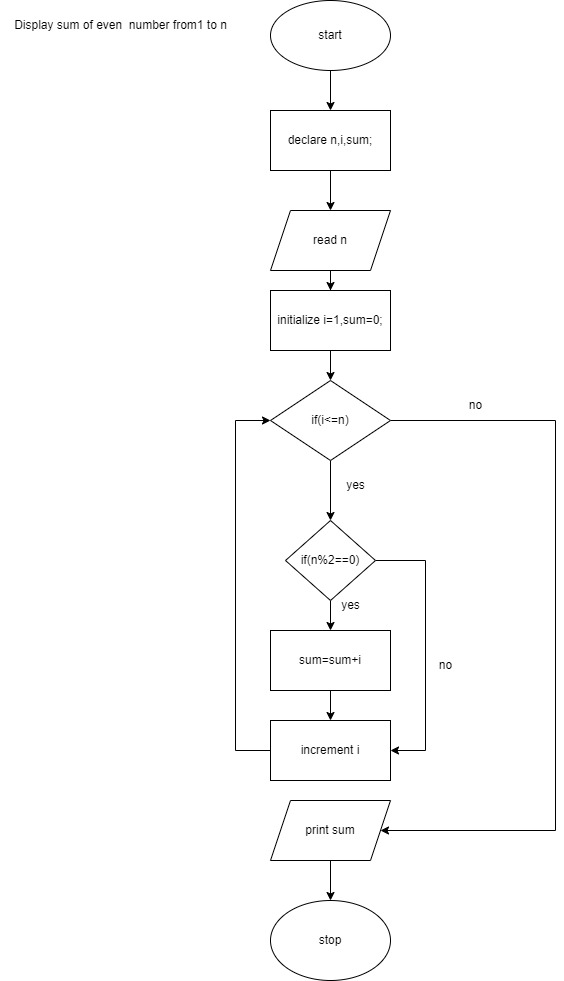 Display sum of even  number from1 to n
start
declare n,i,sum;
read n
initialize i=1,sum=0;
if(i<=n)
no
yes
if(n%2==0)
yes
sum=sum+i
no
increment i
print sum
stop